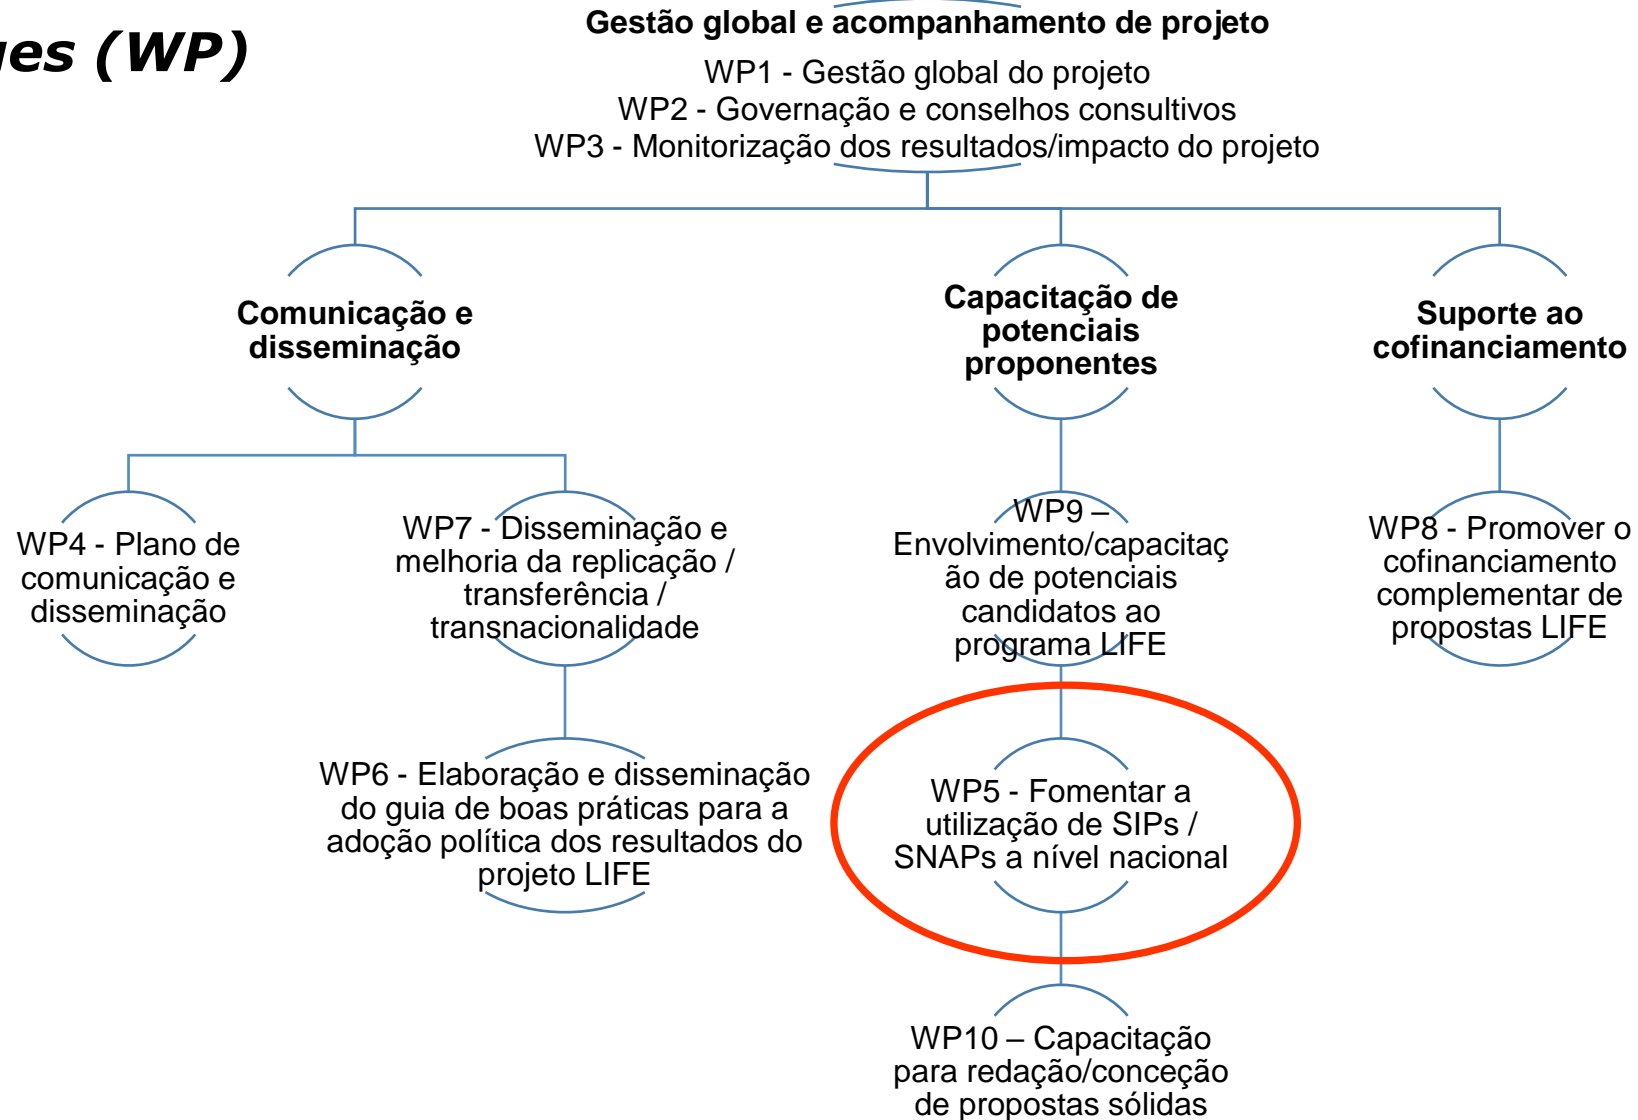 (WP)
Gestão global e acompanhamento de projeto
WP1 - Gestão global do projeto
WP2 - Governação e conselhos consultivos
WP3 - Monitorização dos resultados/impacto do projeto
Comunicação e
disseminação
Capacitação de
potenciais
proponentes
Suporte ao
cofinanciamento
WP4 - Plano de
comunicação e
disseminação
WP7 - Disseminação e
melhoria da replicação /
transferência /
transnacionalidade
WP9 –
Envolvimento/capacitaç
ão de potenciais
candidatos ao
programa LIFE
WP8 - Promover o
cofinanciamento
complementar de
propostas LIFE
WP6 - Elaboração e disseminação
do guia de boas práticas para a
adoção política dos resultados do
projeto LIFE
WP5 - Fomentar a
utilização de SIPs /
SNAPs a nível nacional
WP10 – Capacitação
para redação/conceção
de propostas sólidas